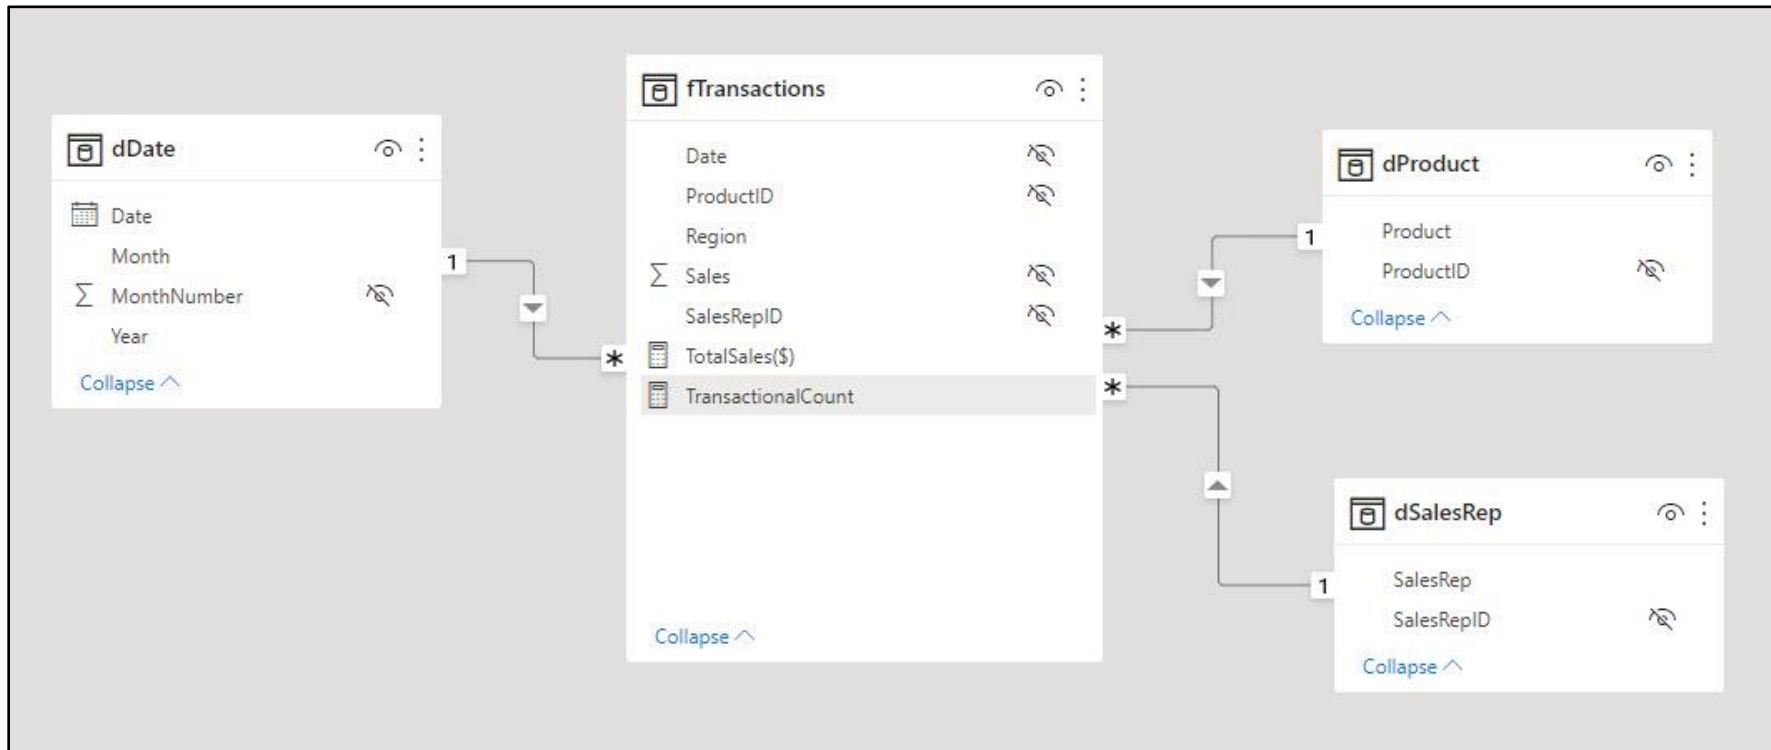 dDate
Date
Month
MonthNumber
Year
Collapse
1
*
fTransactions
Date
ProductID
Region
Sales
SalesRepID
TotalSales($)
TransactionalCount
Collapse
*
*
1
dProduct
Product
ProductID
Collapse
1
dSalesRep
SalesRep
SalesRepID
Collapse